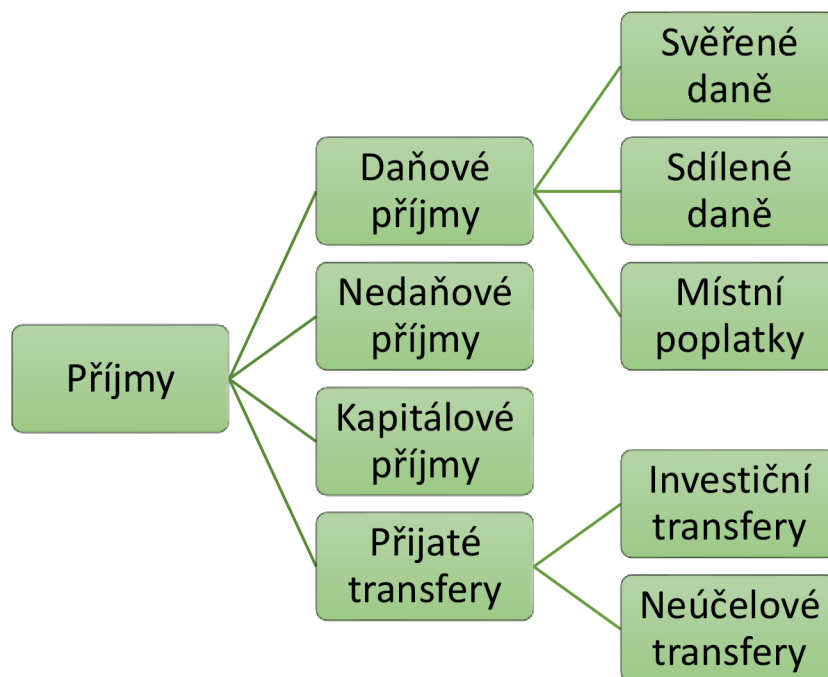 Příjmy
Daňové
příjmy
Svěřené
daně
Sdílené
daně
Místní
poplatky
Nedaňové
příjmy
Kapitálové
příjmy
Přijaté
transfery
Investiční
transfery
Neúčelové
transfery